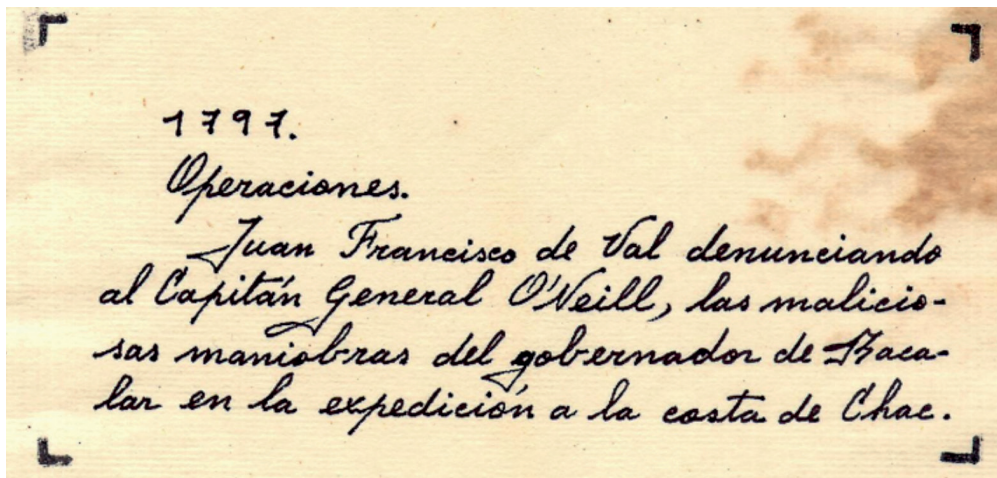 1797.
Operaciones.
Juan Francisco de Val denunciando
al Capitán General O'Neill, las malicio-
sas maniobras del gobernador de Baca-
lar en la expedición a la costa de Chac.